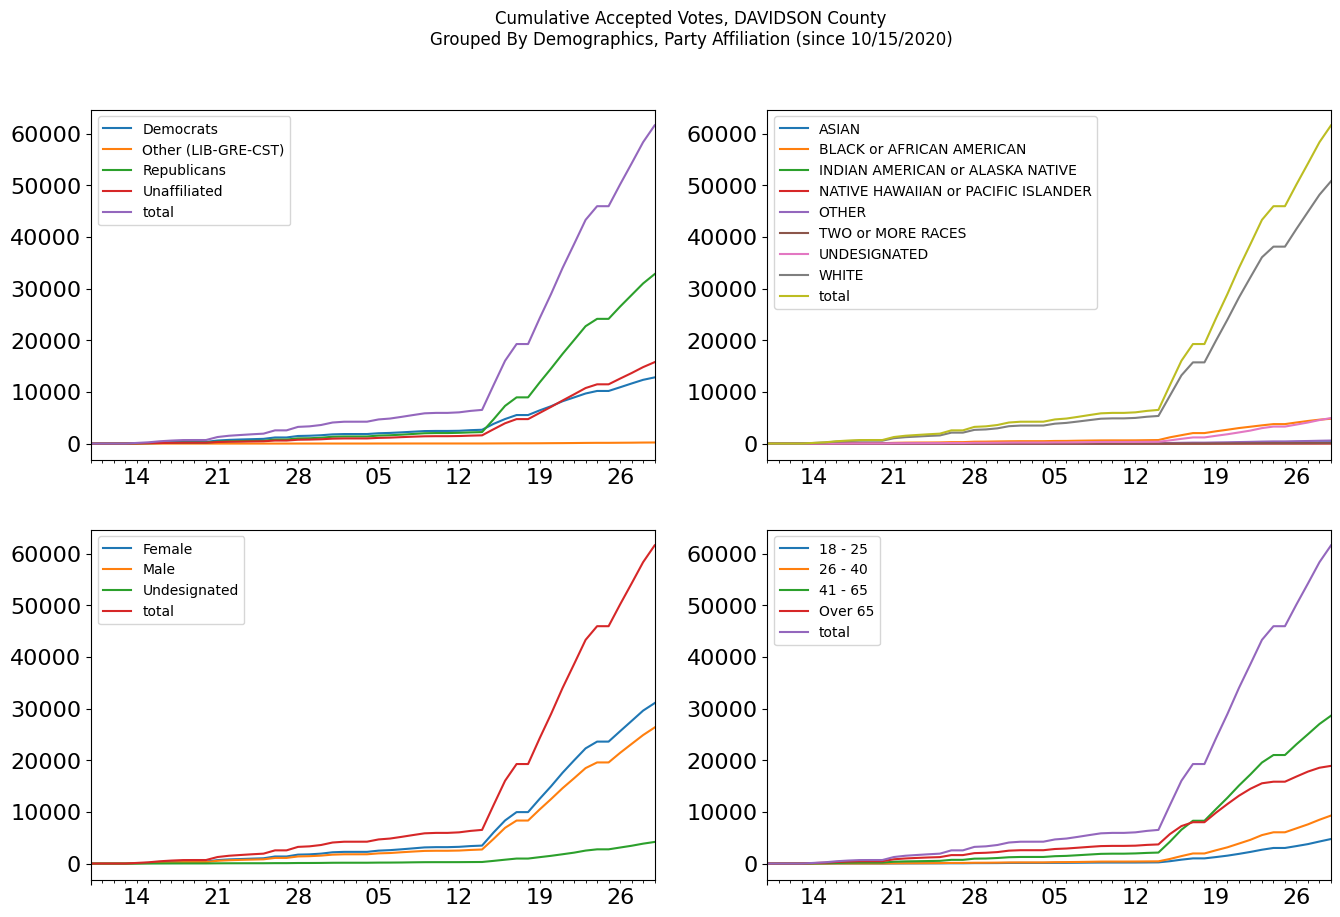 Cumulative Accepted Votes, DAVIDSON County
Grouped By Demographics, Party Affiliation (since 10/15/2020)
Democrats
Other (LIB-GRE-CST)
Republicans
Unaffiliated
total
60000
50000
40000
30000
20000
10000
0
14 21 28 05 12 19 26
ASIAN
BLACK or AFRICAN AMERICAN
INDIAN AMERICAN or ALASKA NATIVE
NATIVE HAWAIIAN or PACIFIC ISLANDER
OTHER
TWO or MORE RACES
UNDESIGNATED
WHITE
total
60000
50000
40000
30000
20000
10000
0
14 21 28 05 12 19 26
Female
Male
Undesignated
total
60000
50000
40000
30000
20000
10000
0
14 21 28 05 12 19 26
18 - 25
26 - 40
41 - 65
Over 65
total
60000
50000
40000
30000
20000
10000
0
14 21 28 05 12 19 26